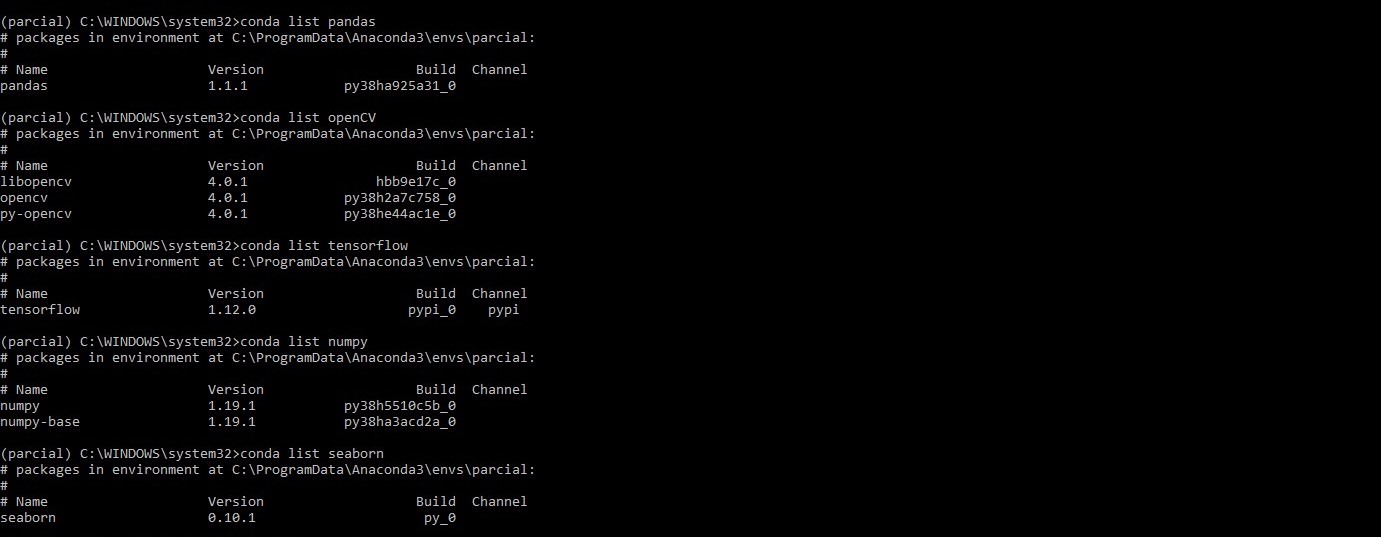 (parcial) C:\WINDOWS\system32>conda list pandas
# packages in environment at C:\ProgramData\Anaconda3\envs\parcial:
#
# Name                    Version                   Build  Channel
pandas                    1.1.1            py38ha925a31_0
(parcial) C:\WINDOWS\system32>conda list openCV
# packages in environment at C:\ProgramData\Anaconda3\envs\parcial:
#
# Name                    Version                   Build  Channel
libopencv                 4.0.1                hbb9e17c_0
opencv                    4.0.1            py38h2a7c758_0
py-opencv                 4.0.1            py38he44ac1e_0
(parcial) C:\WINDOWS\system32>conda list tensorflow
# packages in environment at C:\ProgramData\Anaconda3\envs\parcial:
#
# Name                    Version                   Build  Channel
tensorflow                1.12.0                   pypi_0    pypi
(parcial) C:\WINDOWS\system32>conda list numpy
# packages in environment at C:\ProgramData\Anaconda3\envs\parcial:
#
# Name                    Version                   Build  Channel
numpy                     1.19.1           py38h5510c5b_0
numpy-base                1.19.1           py38ha3acd2a_0
(parcial) C:\WINDOWS\system32>conda list seaborn
# packages in environment at C:\ProgramData\Anaconda3\envs\parcial:
#
# Name                    Version                   Build  Channel
seaborn                   0.10.1                     py_0